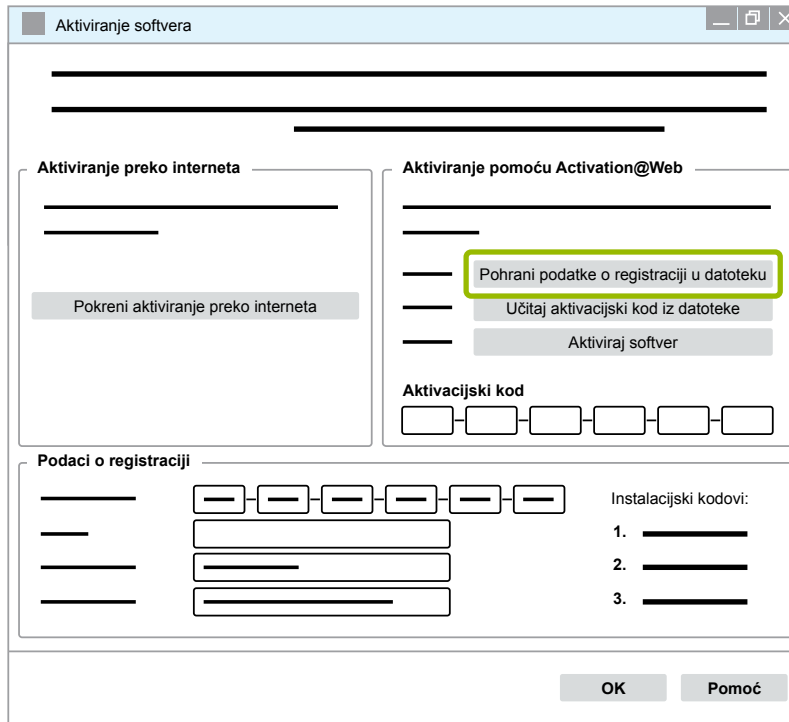 Aktiviranje softvera
Aktiviranje preko interneta
Pokreni aktiviranje preko interneta
Aktiviranje pomoću Activation@Web
Pohrani podatke o registraciji u datoteku
Učitaj aktivacijski kod iz datoteke
Aktiviraj softver
Aktivacijski kod
Podaci o registraciji
Instalacijski kodovi:
1.
2.
3.
OK
Pomoć